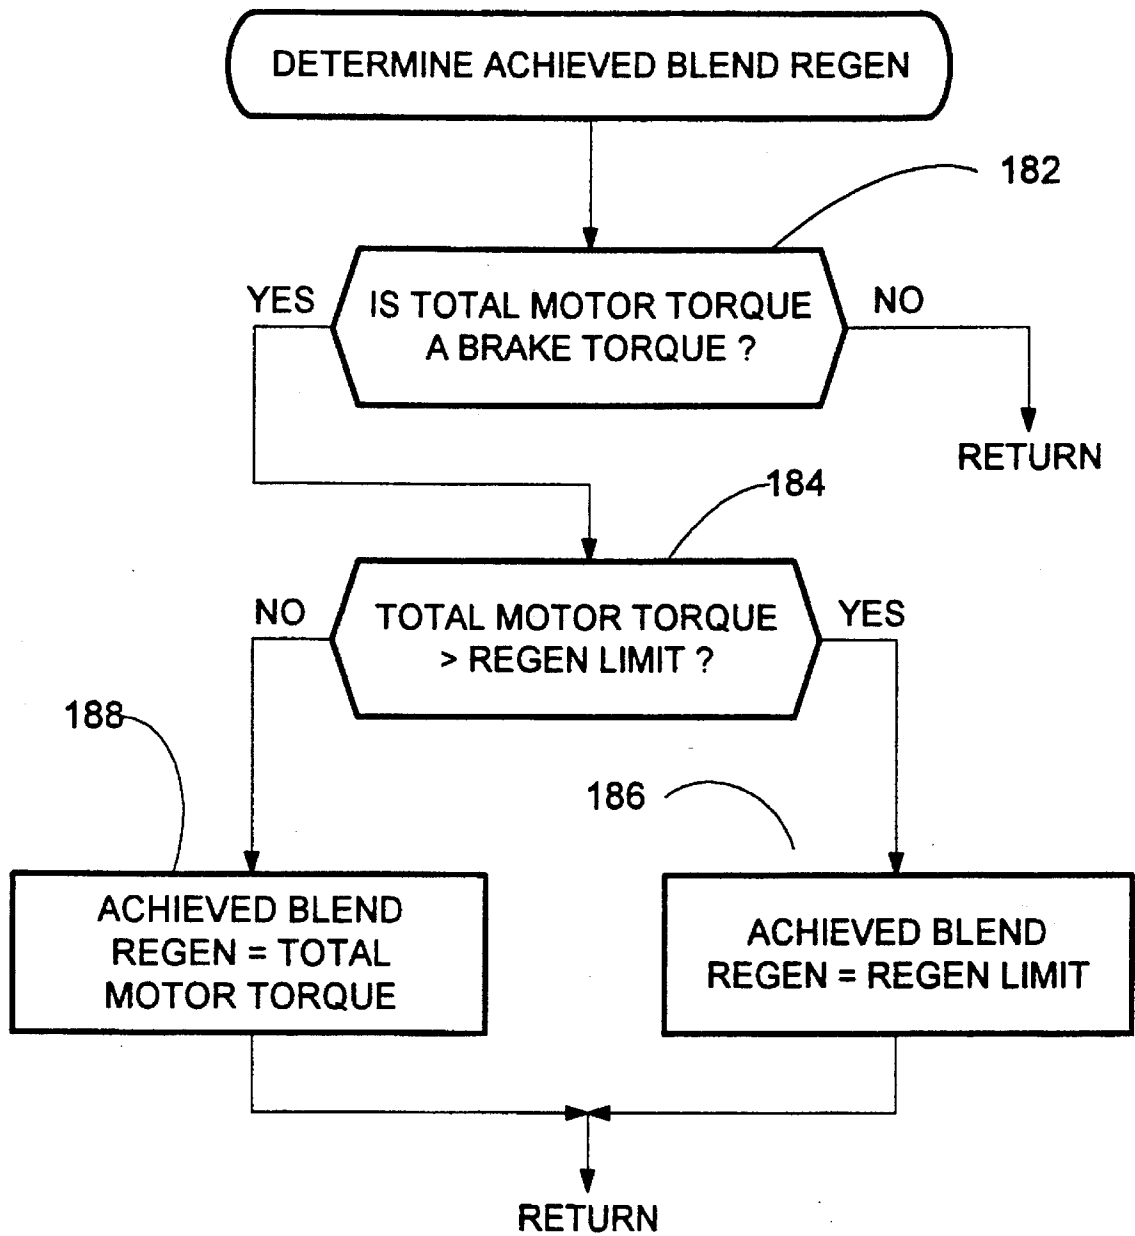 DETERMINE ACHIEVED BLEND REGEN
182
YES
IS TOTAL MOTOR TORQUE
A BRAKE TORQUE ?
NO
RETURN
184
NO
TOTAL MOTOR TORQUE
> REGEN LIMIT ?
YES
188
186
ACHIEVED BLEND
REGEN = TOTAL
MOTOR TORQUE
ACHIEVED BLEND
REGEN = REGEN LIMIT
RETURN